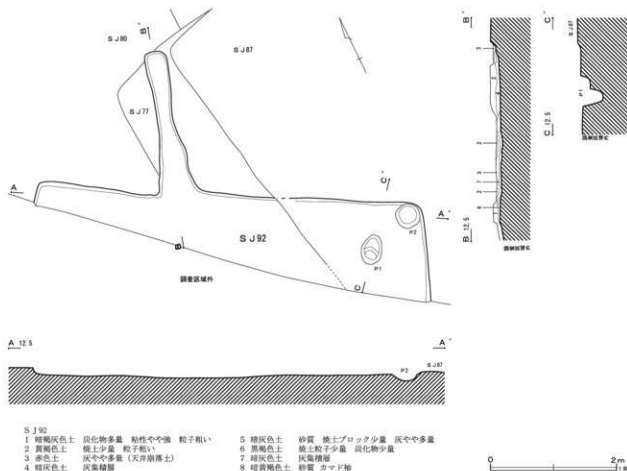 SJ80
SJ87
SJ77
B'
A
A'
B
C'
C
SJ92
P1
P2
調査区域外
B'
B 12.5
C'
C 12.5
SJ87
P1
3
2
5
7
2
6
A 12.5
A'
P2
SJ87
SJ92
1 暗褐灰色土 炭化物多量 粘性やや強 粒子粗い
2 黄褐色土 焼土少量 粒子粗い
3 赤色土 灰やや多量（天井崩落土）
4 暗灰色土 灰集積層
5 暗灰色土 砂質 焼土ブロック少量 灰やや多量
6 黒褐色土 焼土粒子少量 炭化物少量
7 暗灰色土 灰集積層
8 暗黄褐色土 砂質 カマド袖
0 2m